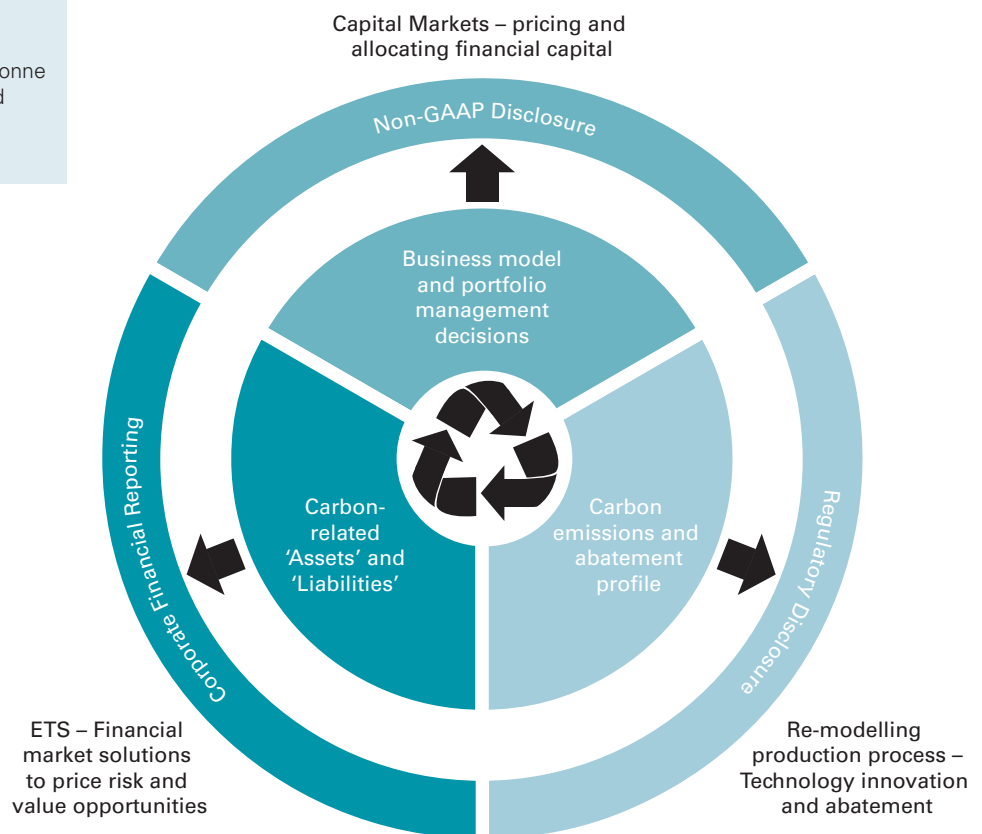 Capital Markets – pricing and
allocating financial capital
Non-GAAP Disclosure
Business model
and portfolio
management
decisions
Corporate Financial Reporting
Carbon-
related
‘Assets’ and
‘Liabilities’
Carbon
emissions and
abatement
profile
Regulatory Disclosure
ETS – Financial
market solutions
to price risk and
value opportunities
Re-modelling
production process –
Technology innovation
and abatement